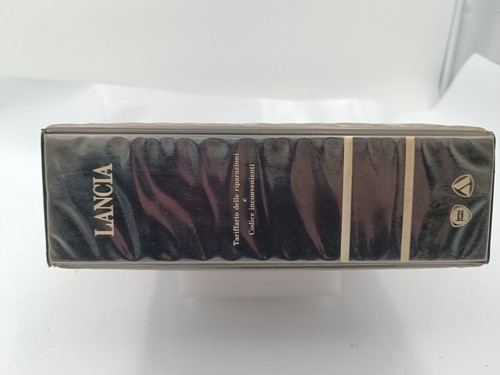 LANCIA
Tariffario delle riparazioni
e
Codice inconvenienti